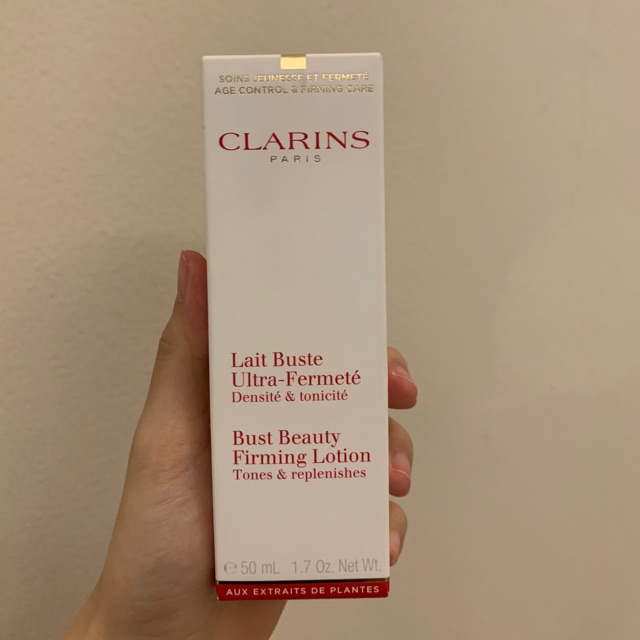 SOINS JEUNESSE ET FERMETÉ
AGE CONTROL & FIRMING CARE
CLARINS
PARIS
Lait Buste
Ultra-Fermeté
Densité & tonicité
Bust Beauty
Firming Lotion
Tones & replenishes
℮ 50 mL 1.7 Oz. Net Wt.
AUX EXTRAITS DE PLANTES